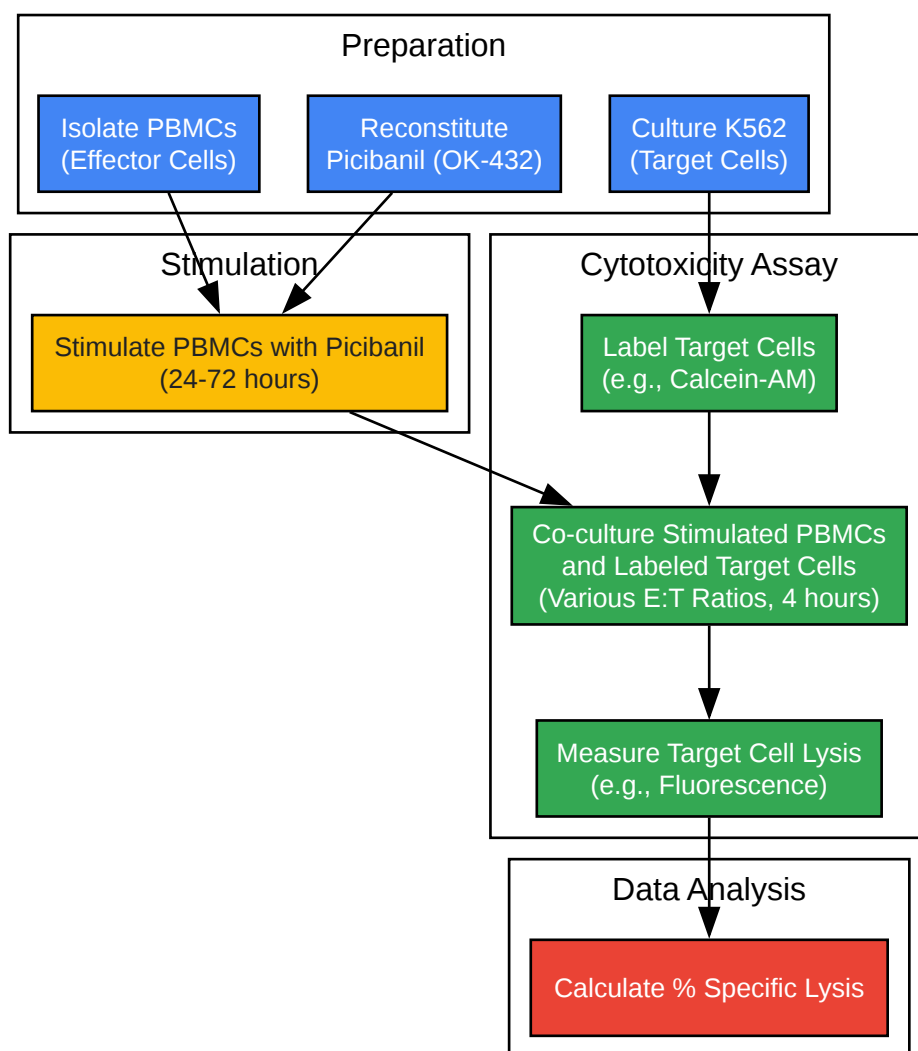 Preparation
Isolate PBMCs
(Effector Cells)
Reconstitute
Picibanil (OK-432)
Culture K562
(Target Cells)
Stimulation
Stimulate PBMCs with Picibanil
(24-72 hours)
Cytotoxicity Assay
Label Target Cells
(e.g., Calcein-AM)
Co-culture Stimulated PBMCs
and Labeled Target Cells
(Various E:T Ratios, 4 hours)
Measure Target Cell Lysis
(e.g., Fluorescence)
Data Analysis
Calculate % Specific Lysis